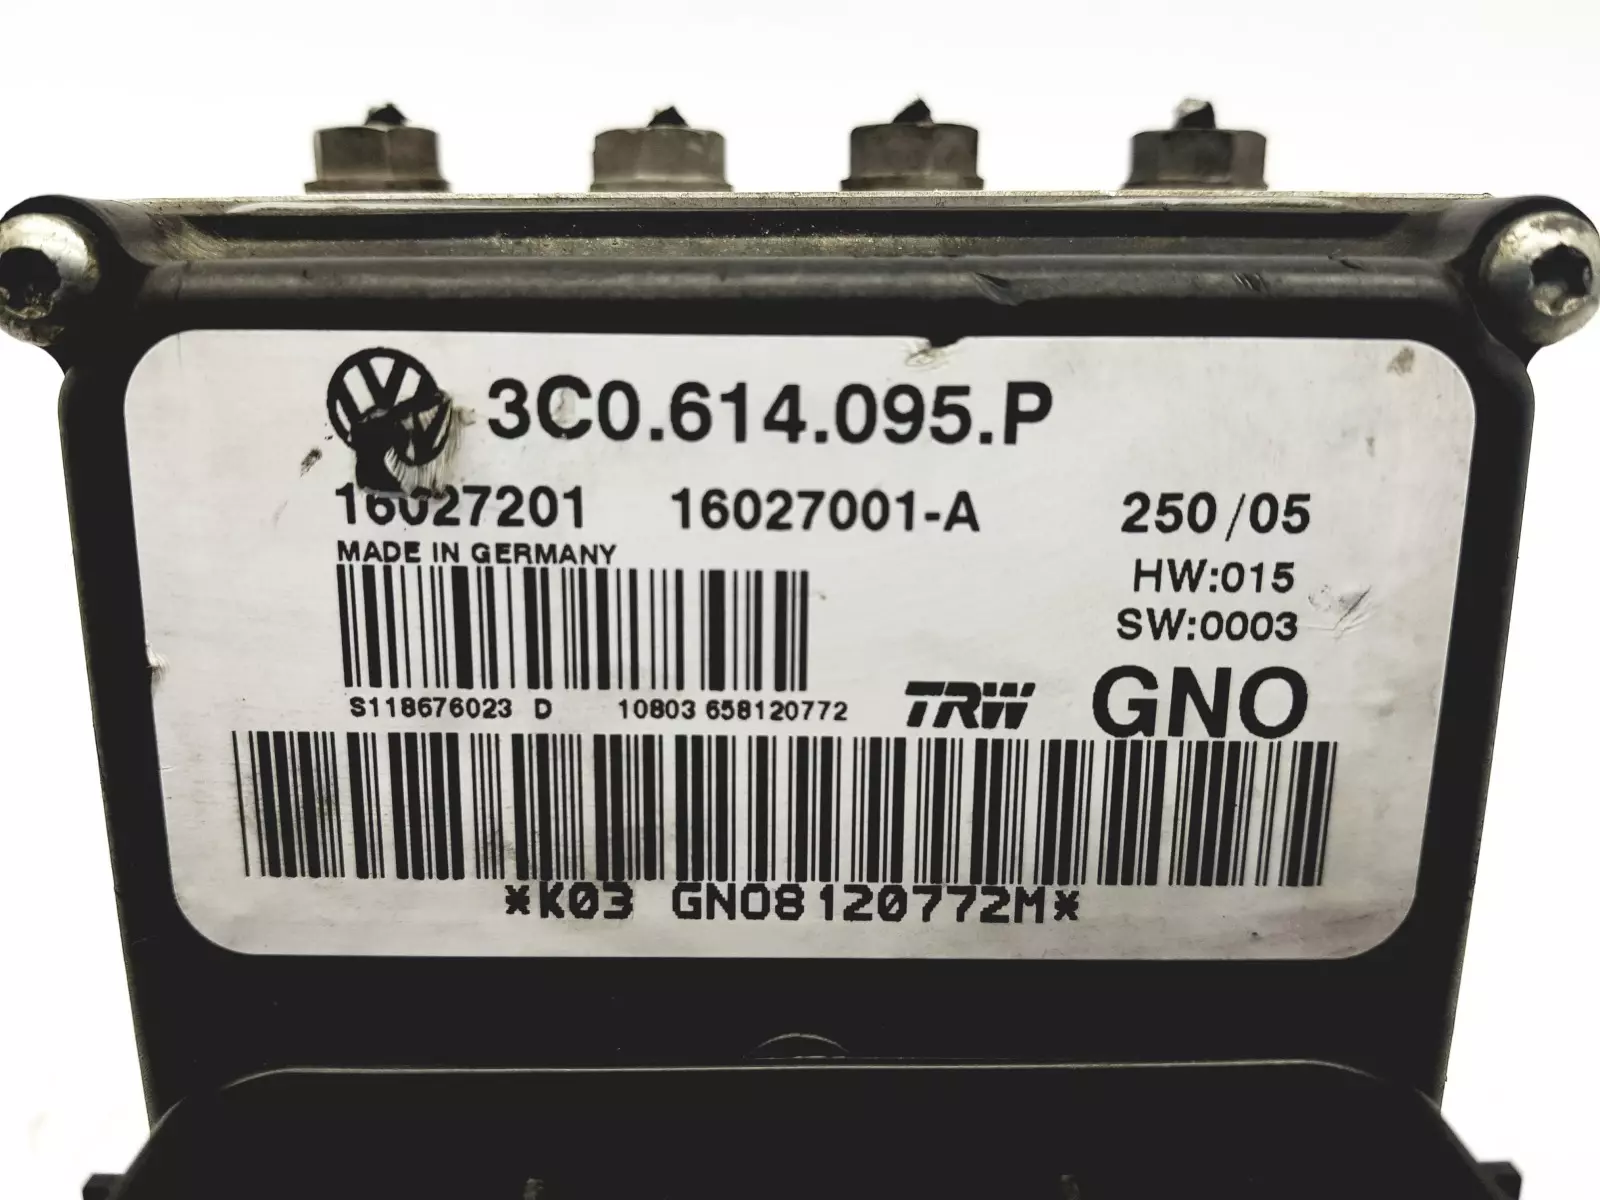 3C0.614.095.P
16027201 16027001-A 250/05
MADE IN GERMANY
HW:015
SW:0003
S118676023 D 10803 658120772
TRW GNO
*K03 GNO8120772M*